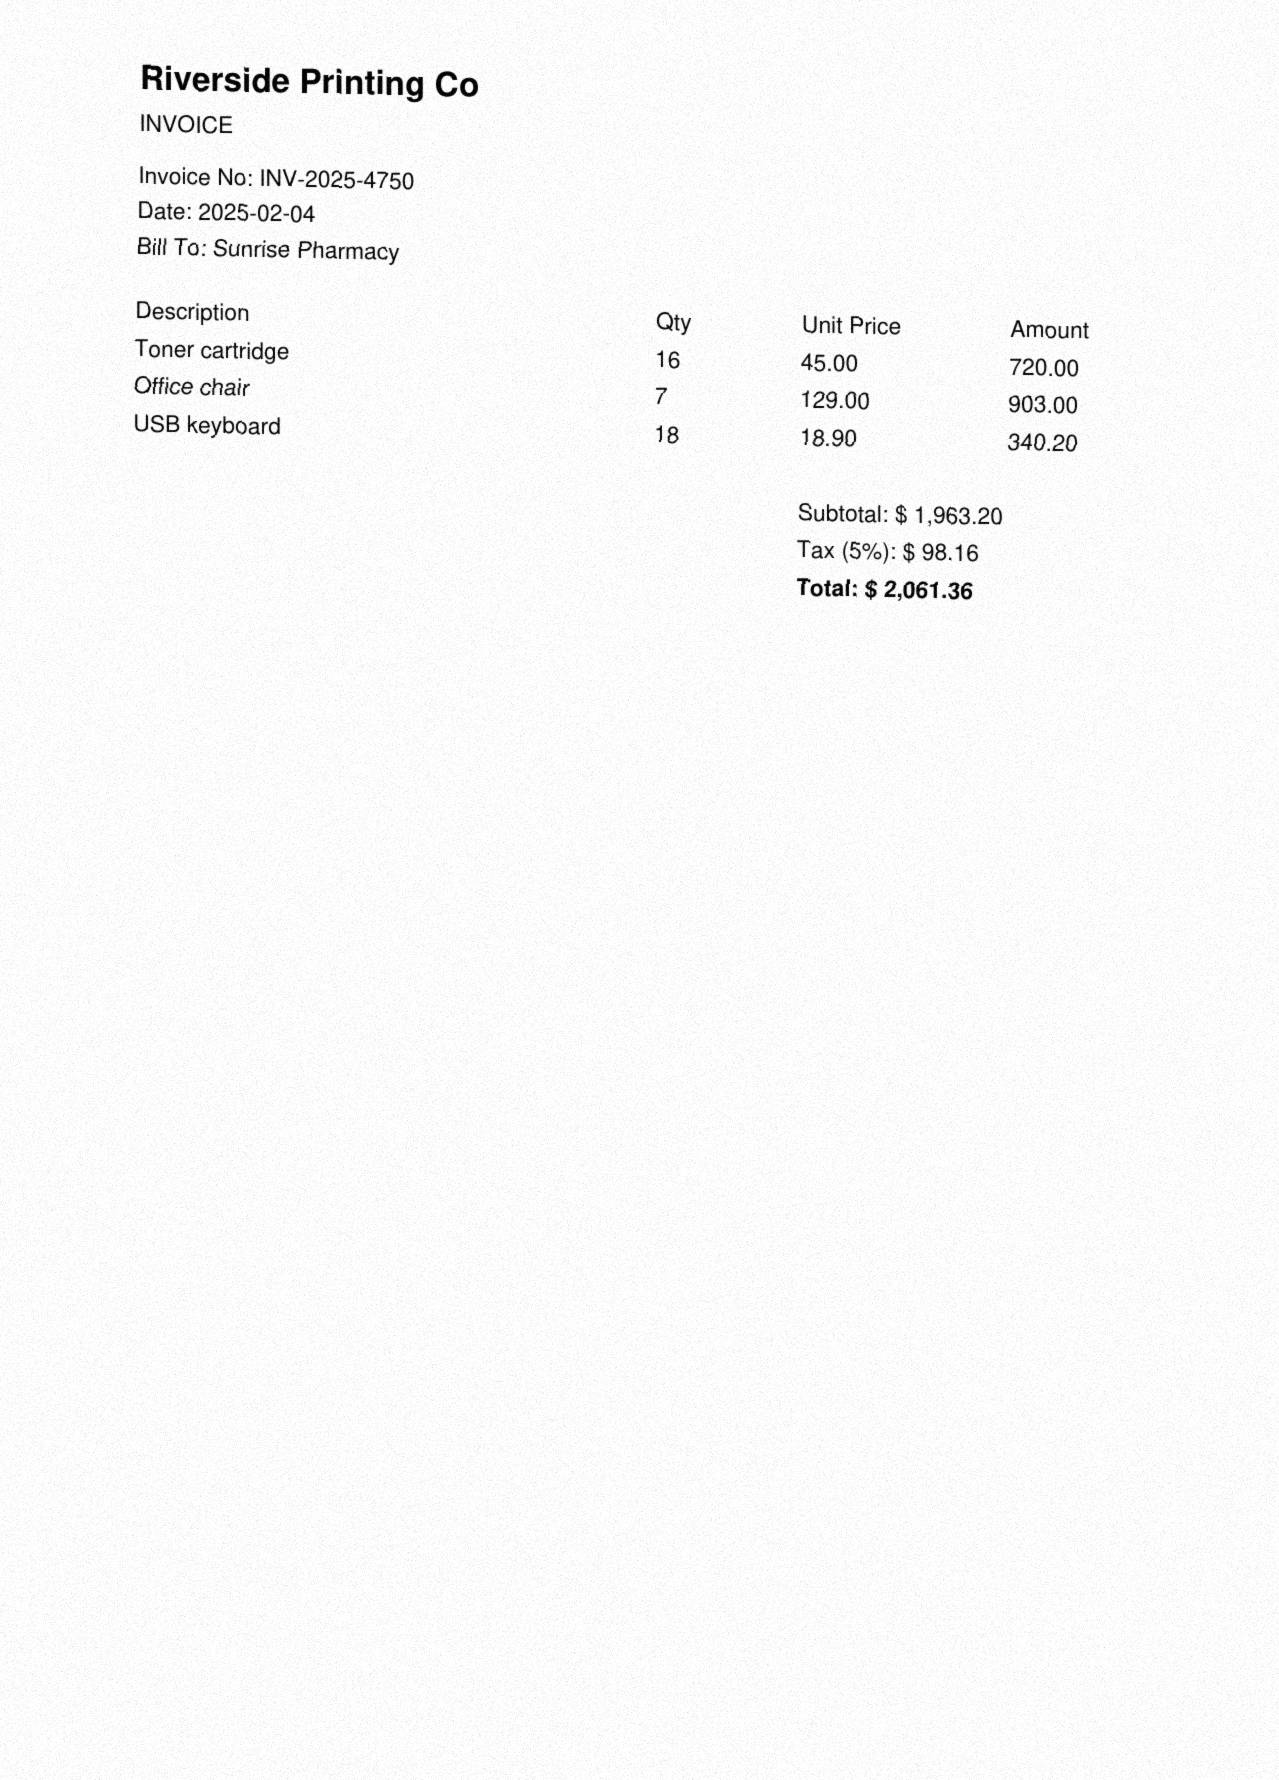 Riverside Printing Co
INVOICE
Invoice No: INV-2025-4750
Date: 2025-02-04
Bill To: Sunrise Pharmacy
Description Qty Unit Price Amount
Toner cartridge 16 45.00 720.00
Office chair 7 129.00 903.00
USB keyboard 18 18.90 340.20
Subtotal: $ 1,963.20
Tax (5%): $ 98.16
Total: $ 2,061.36